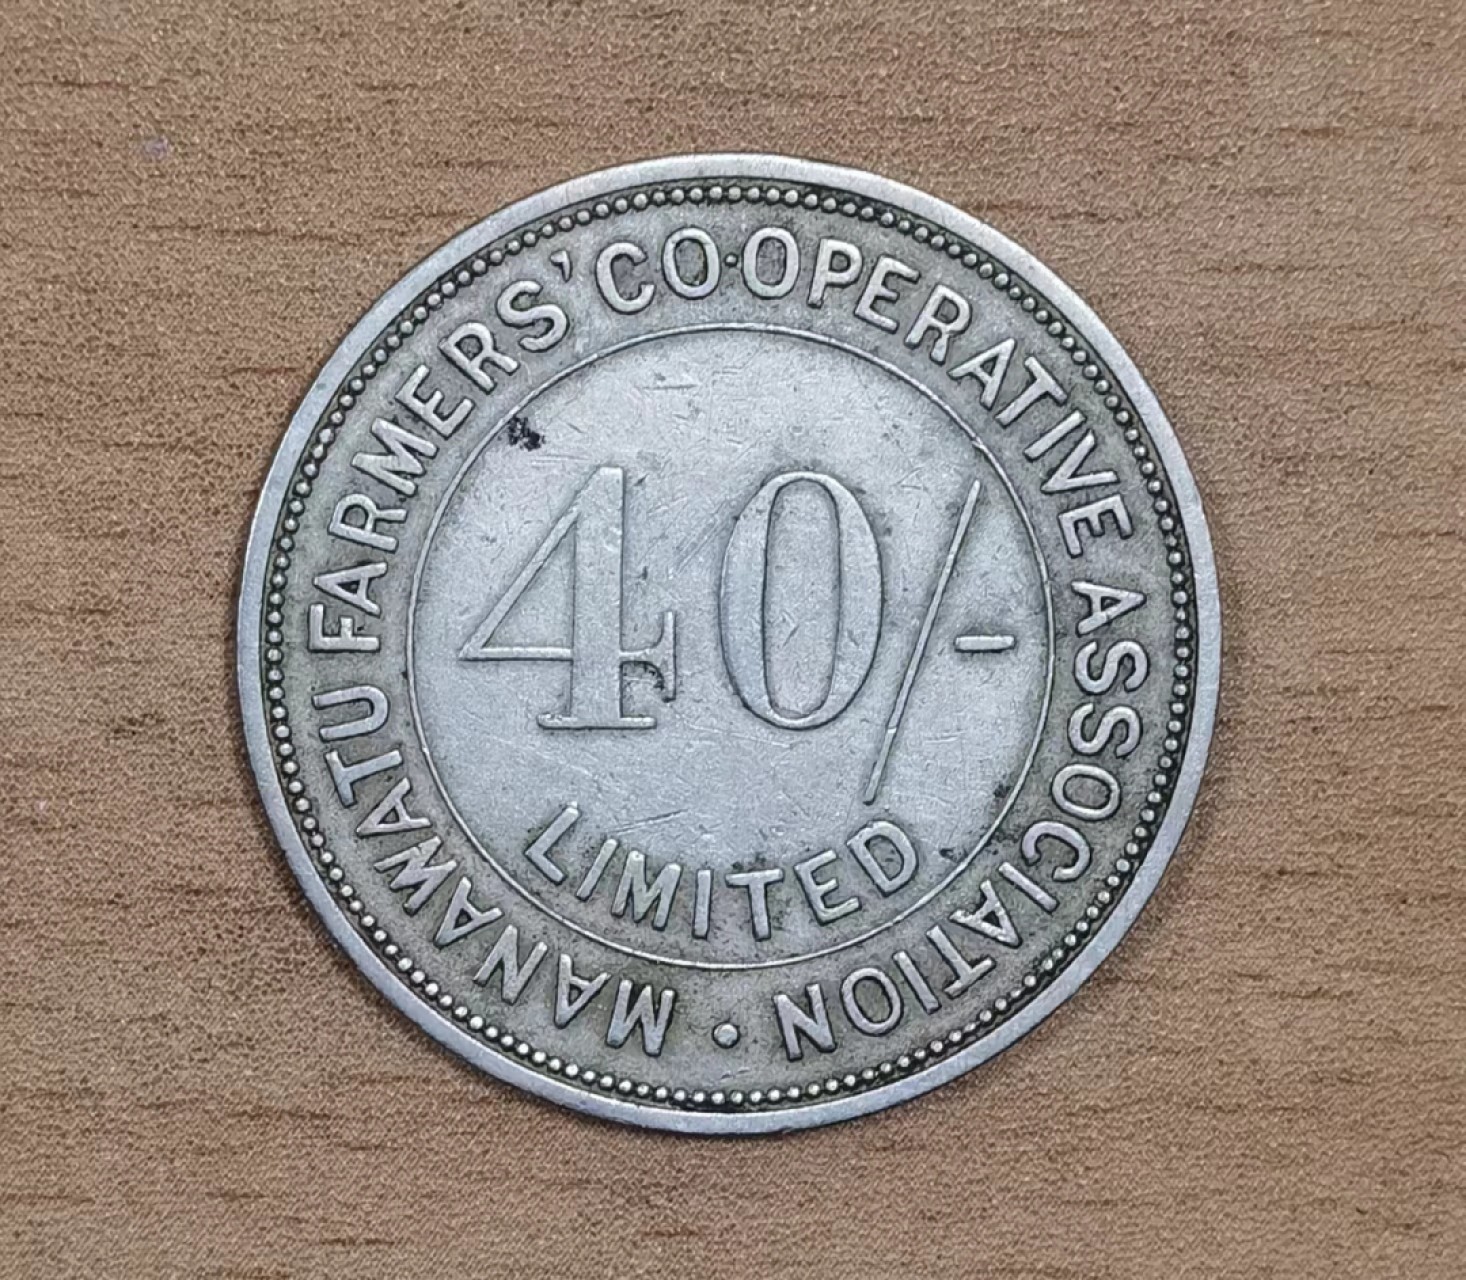 MANAWATU FARMERS' CO·OPERATIVE ASSOCIATION •
40/-
LIMITED